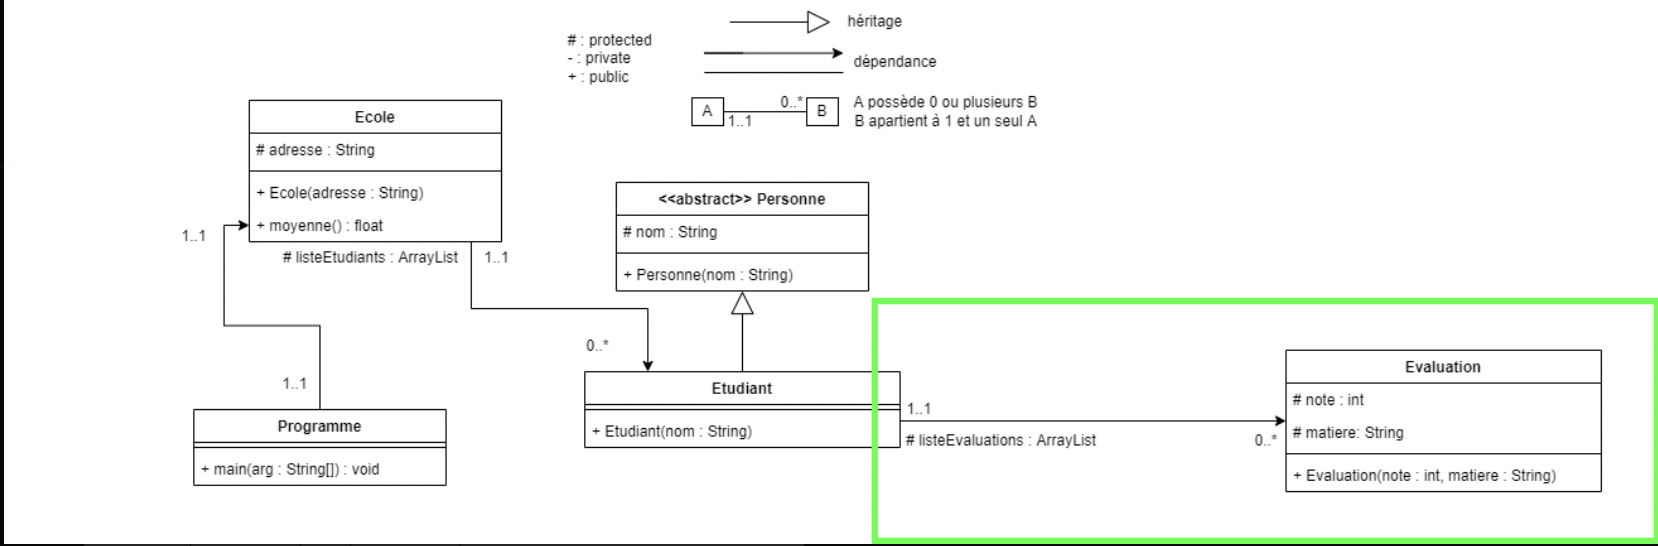 héritage
# : protected
- : private
+ : public
dépendance
A
0..*
B
1..1
A possède 0 ou plusieurs B
B apartient à 1 et un seul A
Ecole
# adresse : String
+ Ecole(adresse : String)
+ moyenne() : float
1..1
# listeEtudiants : ArrayList
1..1
<<abstract>> Personne
# nom : String
+ Personne(nom : String)
0..*
1..1
Programme
+ main(arg : String[]) : void
Etudiant
+ Etudiant(nom : String)
1..1
# listeEvaluations : ArrayList
0..*
Evaluation
# note : int
# matiere: String
+ Evaluation(note : int, matiere : String)